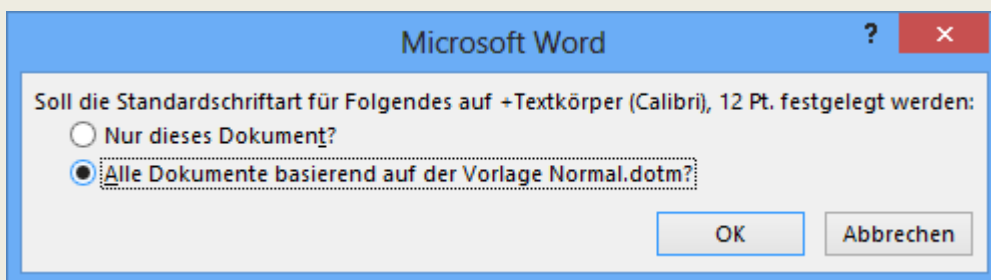 Microsoft Word
?
Soll die Standardschriftart für Folgendes auf +Textkörper (Calibri), 12 Pt. festgelegt werden:
Nur dieses Dokument?
Alle Dokumente basierend auf der Vorlage Normal.dotm?
OK Abbrechen